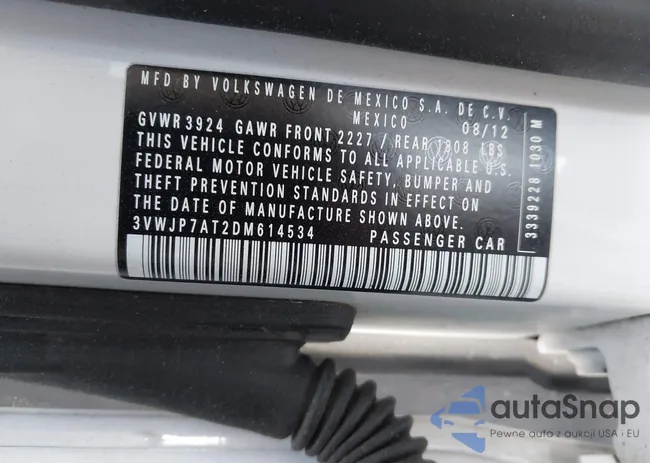 MFD BY VOLKSWAGEN DE MEXICO S.A. DE C.V.
MEXICO 08/12
GVWR 3924 GAWR FRONT 2227 / REAR 1808 LBS
THIS VEHICLE CONFORMS TO ALL APPLICABLE U.S.
FEDERAL MOTOR VEHICLE SAFETY, BUMPER AND
THEFT PREVENTION STANDARDS IN EFFECT ON
THE DATE OF MANUFACTURE SHOWN ABOVE.
3VWJP7AT2DM614534 PASSENGER CAR
3339228 1030 M
autaSnap
Pewne auta z aukcji USA i EU